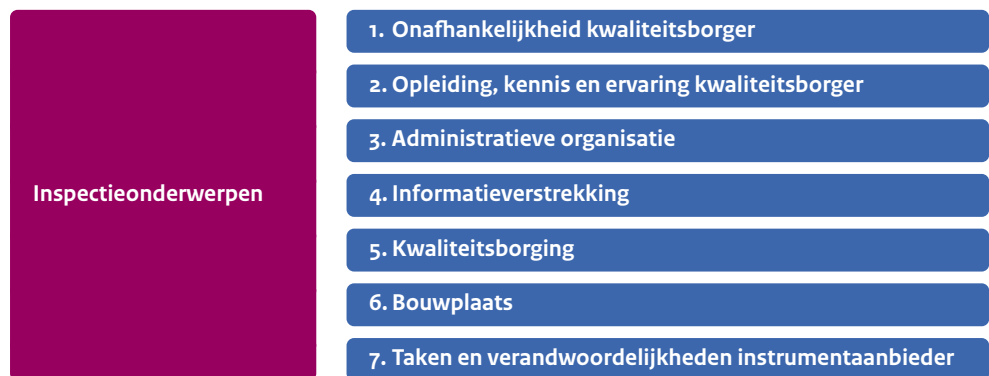 Inspectieonderwerpen
1. Onafhankelijkheid kwaliteitsborger
2. Opleiding, kennis en ervaring kwaliteitsborger
3. Administratieve organisatie
4. Informatieverstrekking
5. Kwaliteitsborging
6. Bouwplaats
7. Taken en verandwoordelijkheden instrumentaanbieder